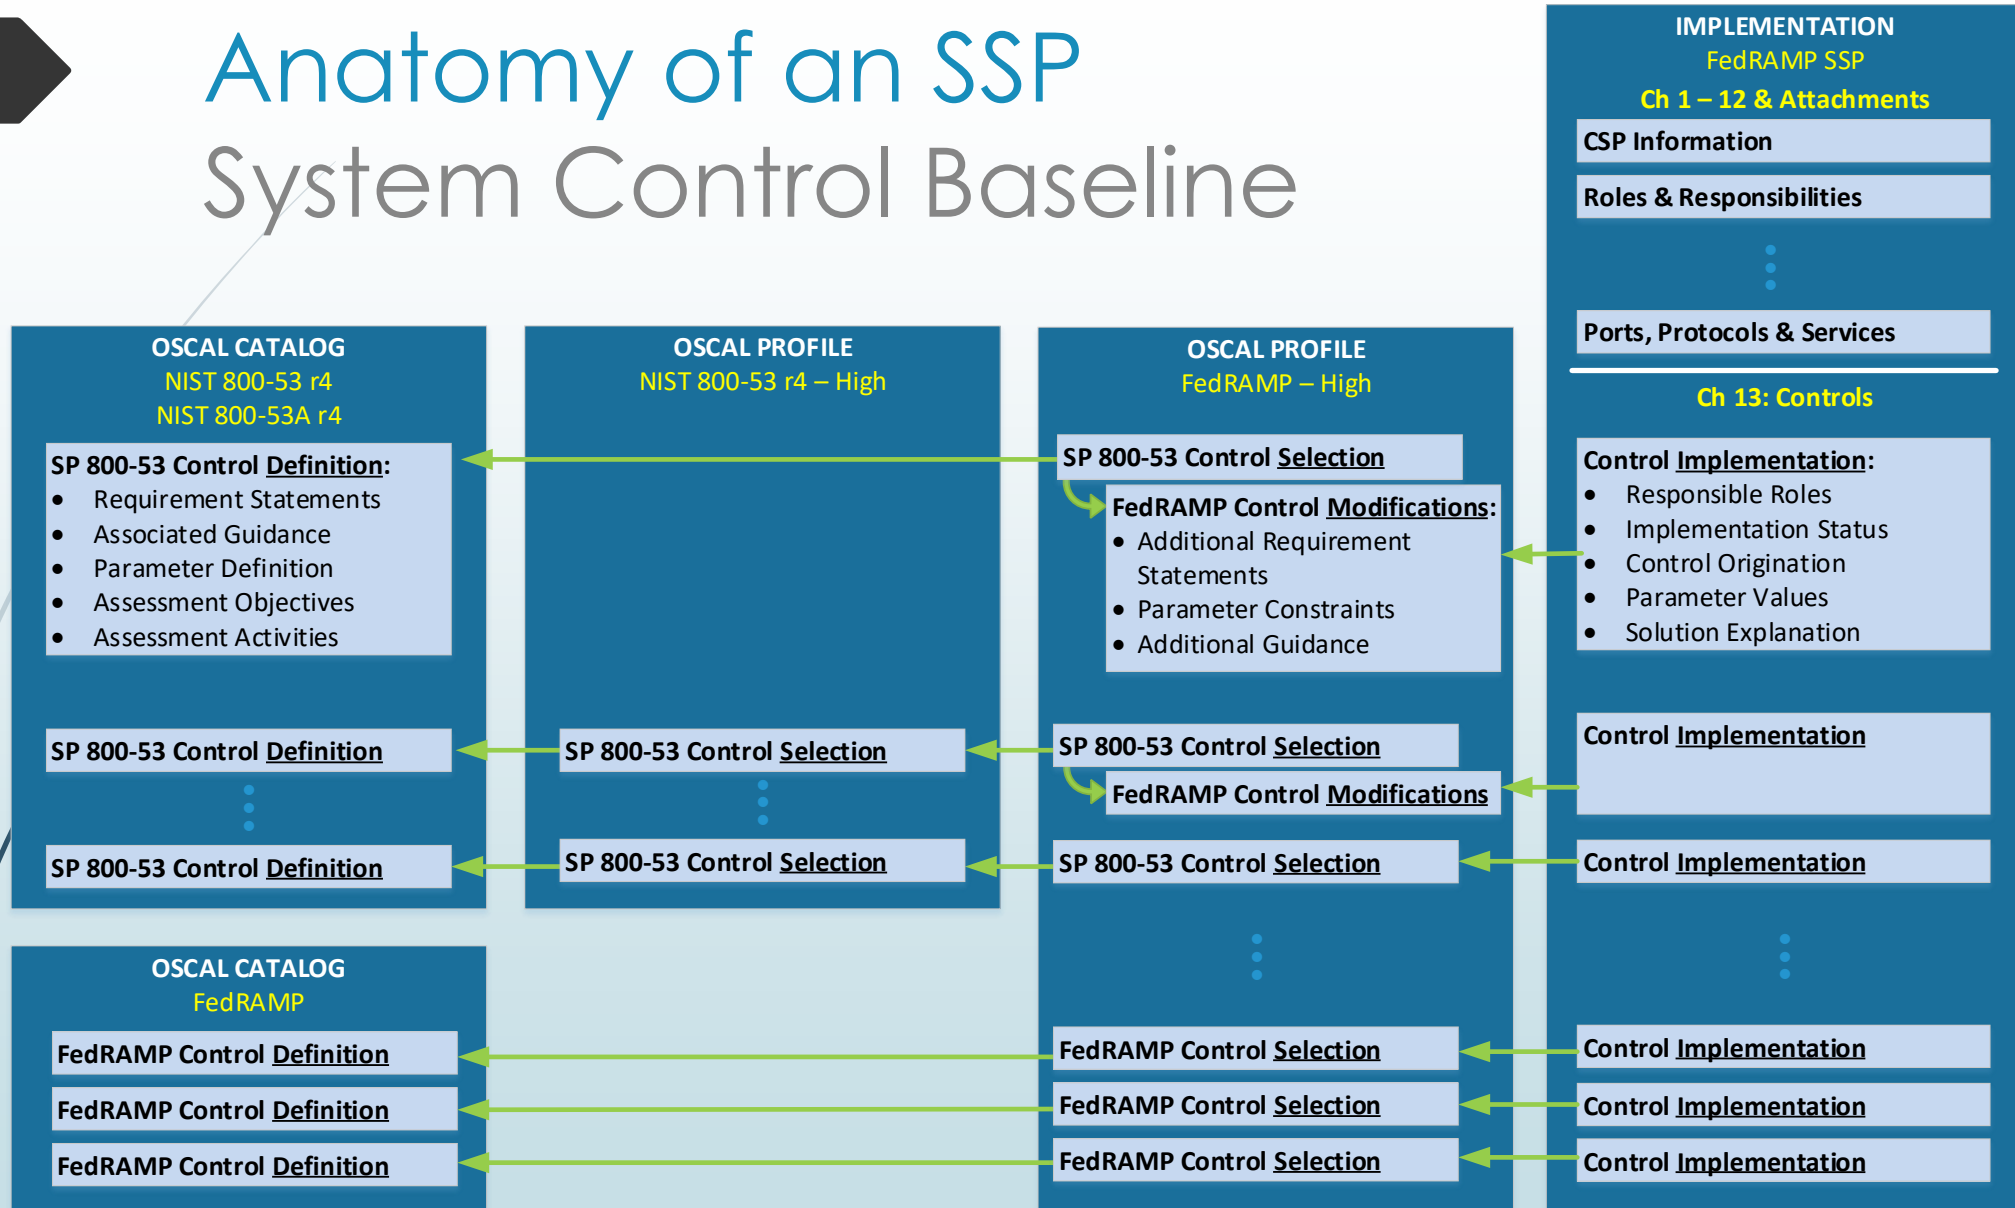 Anatomy of an SSP
System Control Baseline
OSCAL CATALOG
NIST 800-53 r4
NIST 800-53A r4
SP 800-53 Control Definition:
• Requirement Statements
• Associated Guidance
• Parameter Definition
• Assessment Objectives
• Assessment Activities
SP 800-53 Control Definition
SP 800-53 Control Definition
OSCAL CATALOG
FedRAMP
FedRAMP Control Definition
FedRAMP Control Definition
FedRAMP Control Definition
OSCAL PROFILE
NIST 800-53 r4 – High
SP 800-53 Control Selection
SP 800-53 Control Selection
OSCAL PROFILE
FedRAMP – High
SP 800-53 Control Selection
FedRAMP Control Modifications:
• Additional Requirement
Statements
• Parameter Constraints
• Additional Guidance
SP 800-53 Control Selection
FedRAMP Control Modifications
SP 800-53 Control Selection
FedRAMP Control Selection
FedRAMP Control Selection
FedRAMP Control Selection
IMPLEMENTATION
FedRAMP SSP
Ch 1 – 12 & Attachments
CSP Information
Roles & Responsibilities
Ports, Protocols & Services
Ch 13: Controls
Control Implementation:
• Responsible Roles
• Implementation Status
• Control Origination
• Parameter Values
• Solution Explanation
Control Implementation
Control Implementation
Control Implementation
Control Implementation
Control Implementation